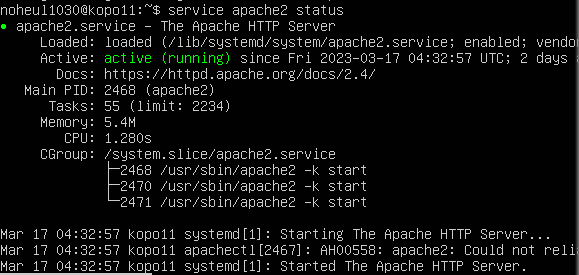 noheul1030@kopo11:~$ service apache2 status
● apache2.service - The Apache HTTP Server
Loaded: loaded (/lib/systemd/system/apache2.service; enabled; vendo
Active: active (running) since Fri 2023-03-17 04:32:57 UTC; 2 days
Docs: https://httpd.apache.org/docs/2.4/
Main PID: 2468 (apache2)
Tasks: 55 (limit: 2234)
Memory: 5.4M
CPU: 1.280s
CGroup: /system.slice/apache2.service
├─2468 /usr/sbin/apache2 -k start
├─2470 /usr/sbin/apache2 -k start
└─2471 /usr/sbin/apache2 -k start
Mar 17 04:32:57 kopo11 systemd[1]: Starting The Apache HTTP Server...
Mar 17 04:32:57 kopo11 apachectl[2467]: AH00558: apache2: Could not reli
Mar 17 04:32:57 kopo11 systemd[1]: Started The Apache HTTP Server.